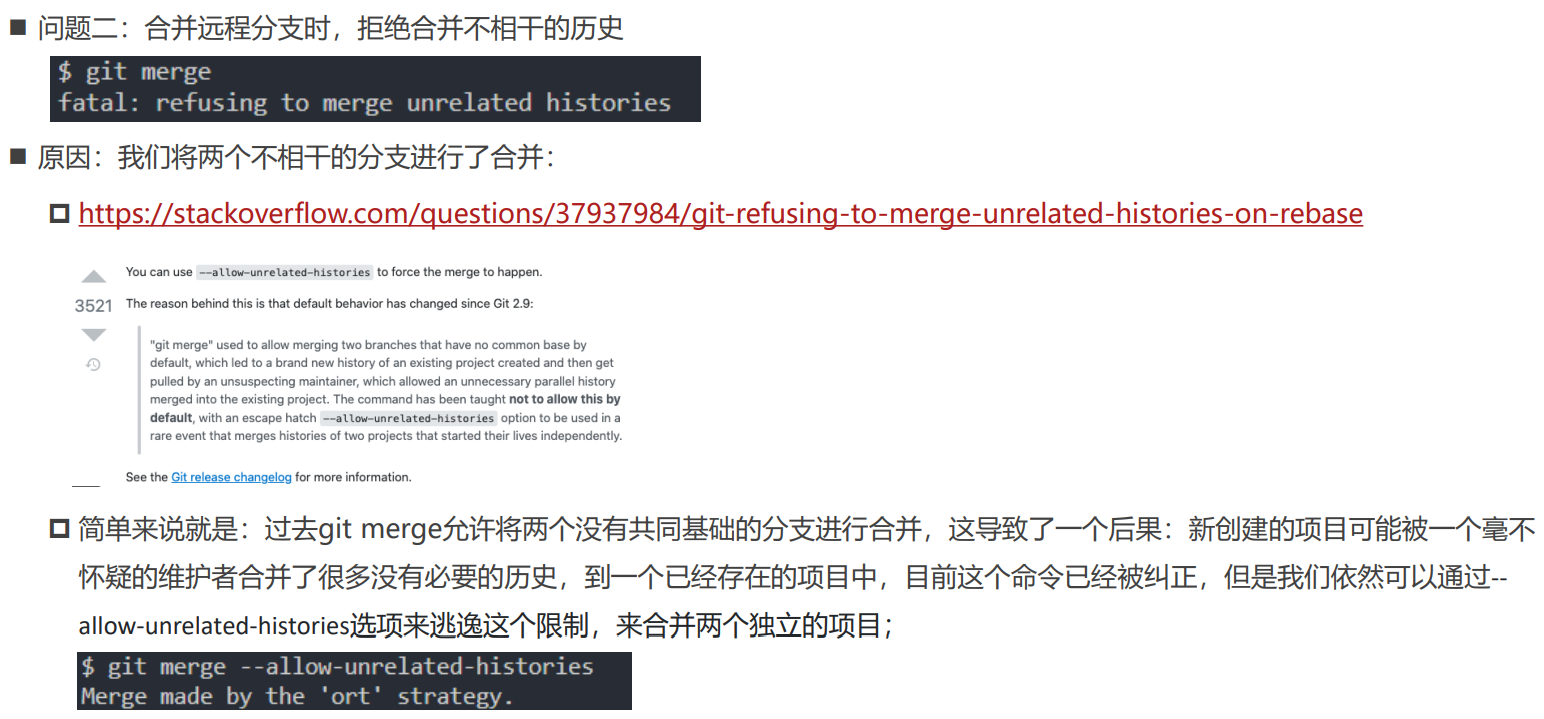 ■ 问题二：合并远程分支时，拒绝合并不相干的历史
$ git merge
fatal: refusing to merge unrelated histories
■ 原因：我们将两个不相干的分支进行了合并：
https://stackoverflow.com/questions/37937984/git-refusing-to-merge-unrelated-histories-on-rebase
You can use --allow-unrelated-histories to force the merge to happen.
3521
The reason behind this is that default behavior has changed since Git 2.9:
"git merge" used to allow merging two branches that have no common base by
default, which led to a brand new history of an existing project created and then get
pulled by an unsuspecting maintainer, which allowed an unnecessary parallel history
merged into the existing project. The command has been taught not to allow this by
default, with an escape hatch --allow-unrelated-histories option to be used in a
rare event that merges histories of two projects that started their lives independently.
See the Git release changelog for more information.
简单来说就是：过去git merge允许将两个没有共同基础的分支进行合并，这导致了一个后果：新创建的项目可能被一个毫不
怀疑的维护者合并了很多没有必要的历史，到一个已经存在的项目中，目前这个命令已经被纠正，但是我们依然可以通过--
allow-unrelated-histories选项来逃逸这个限制，来合并两个独立的项目；
$ git merge --allow-unrelated-histories
Merge made by the 'ort' strategy.